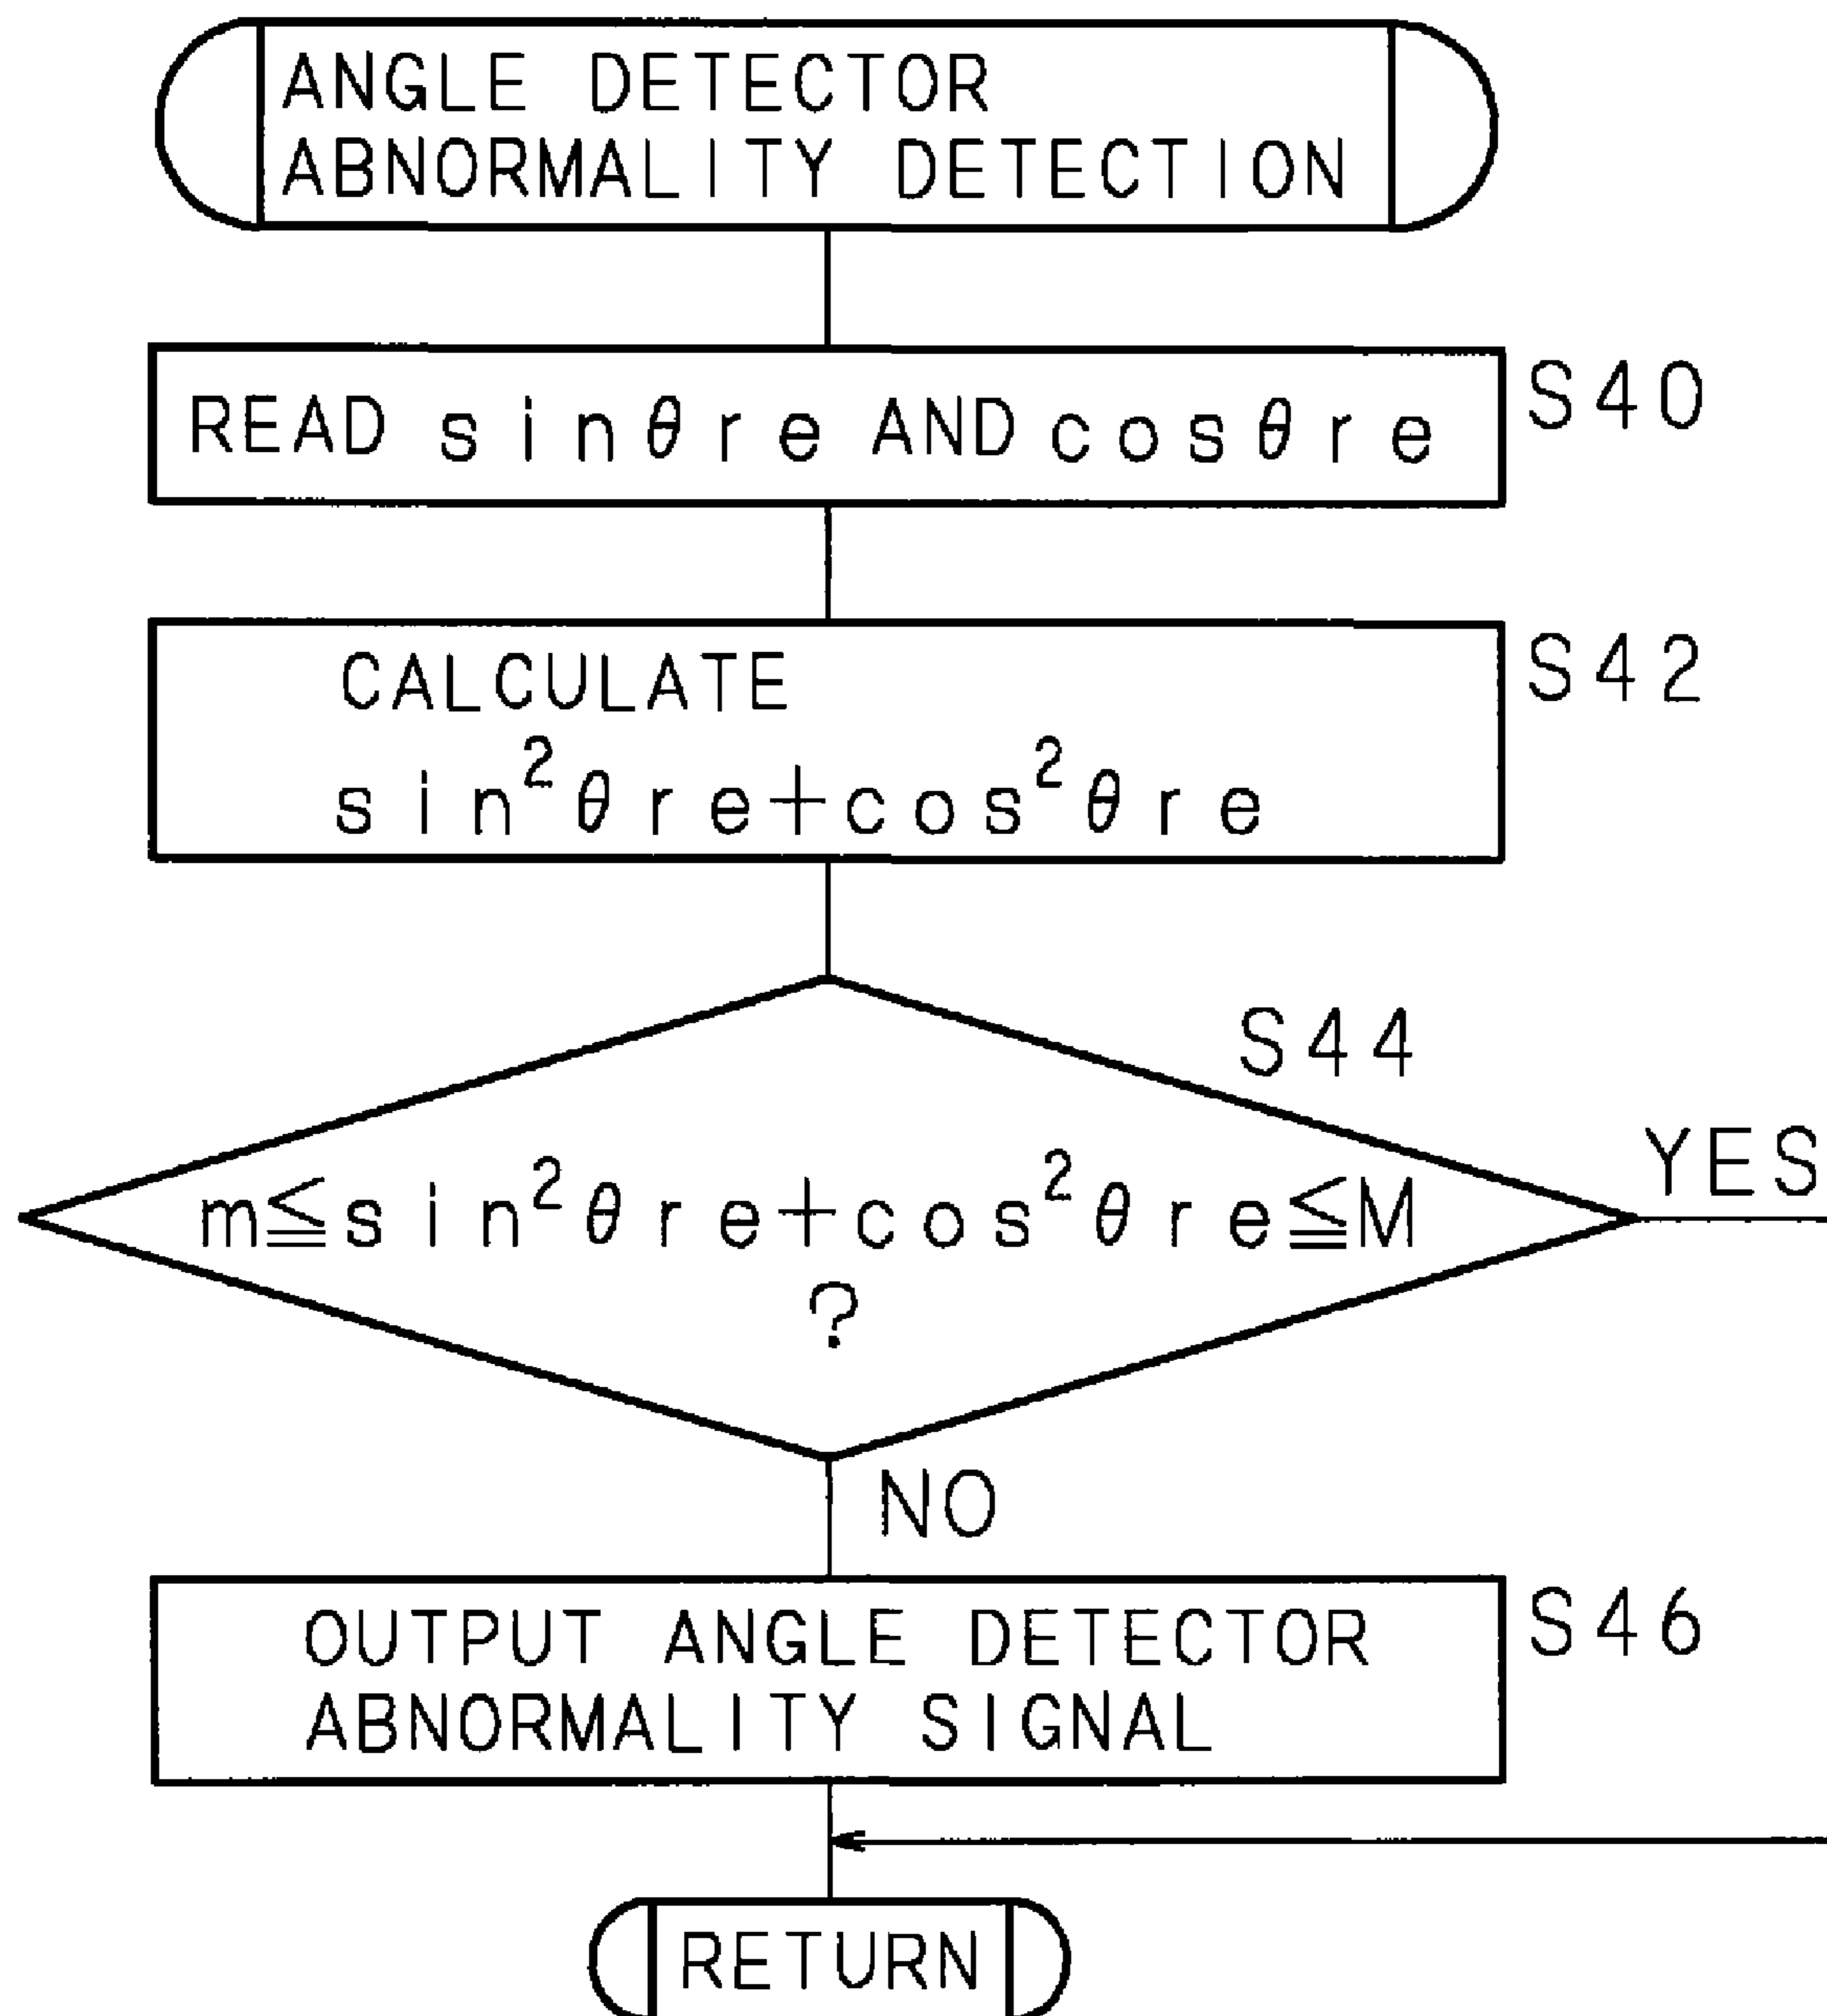 ANGLE DETECTOR
ABNORMALITY DETECTION
READ sinθre AND cosθre
S40
CALCULATE
sin²θre+cos²θre
S42
S44
m≦sin²θre+cos²θre≦M
?
YES
NO
OUTPUT ANGLE DETECTOR
ABNORMALITY SIGNAL
S46
RETURN